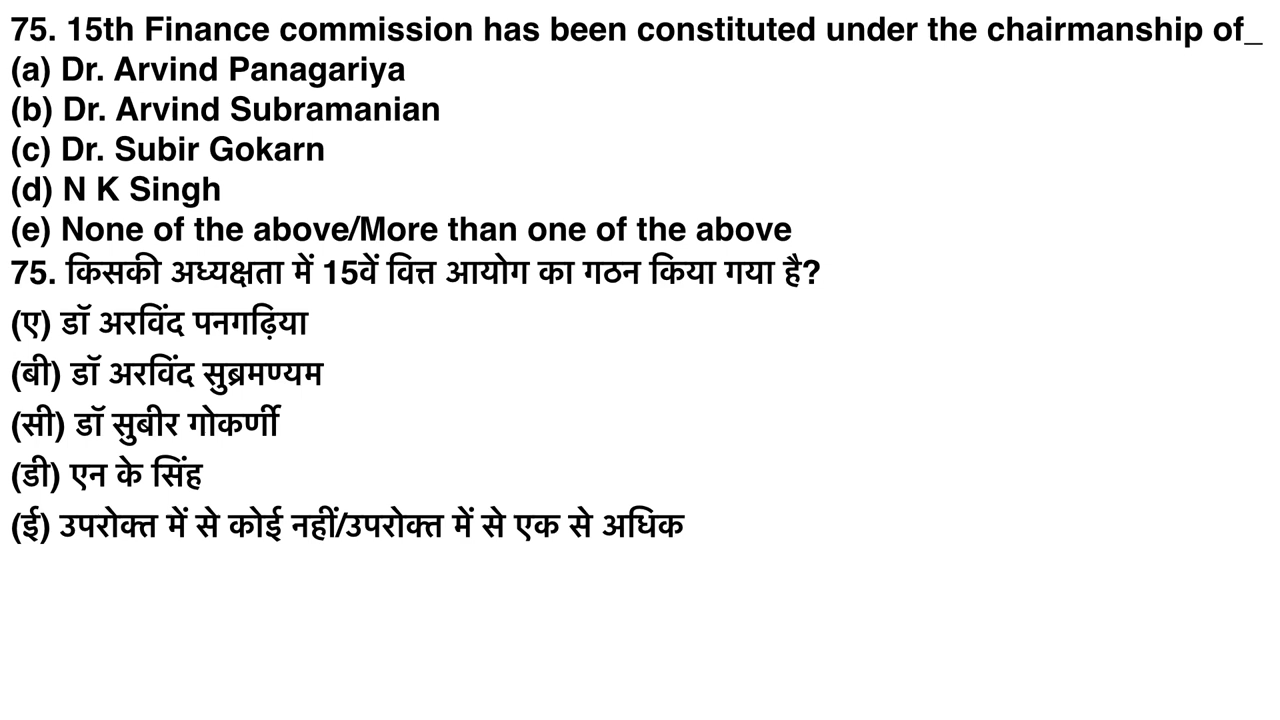 75. 15th Finance commission has been constituted under the chairmanship of_
(a) Dr. Arvind Panagariya
(b) Dr. Arvind Subramanian
(c) Dr. Subir Gokarn
(d) N K Singh
(e) None of the above/More than one of the above
75. किसकी अध्यक्षता में 15वें वित्त आयोग का गठन किया गया है?
(ए) डॉ अरविंद पनगढ़िया
(बी) डॉ अरविंद सुब्रमण्यम
(सी) डॉ सुबीर गोकर्णी
(डी) एन के सिंह
(ई) उपरोक्त में से कोई नहीं/उपरोक्त में से एक से अधिक